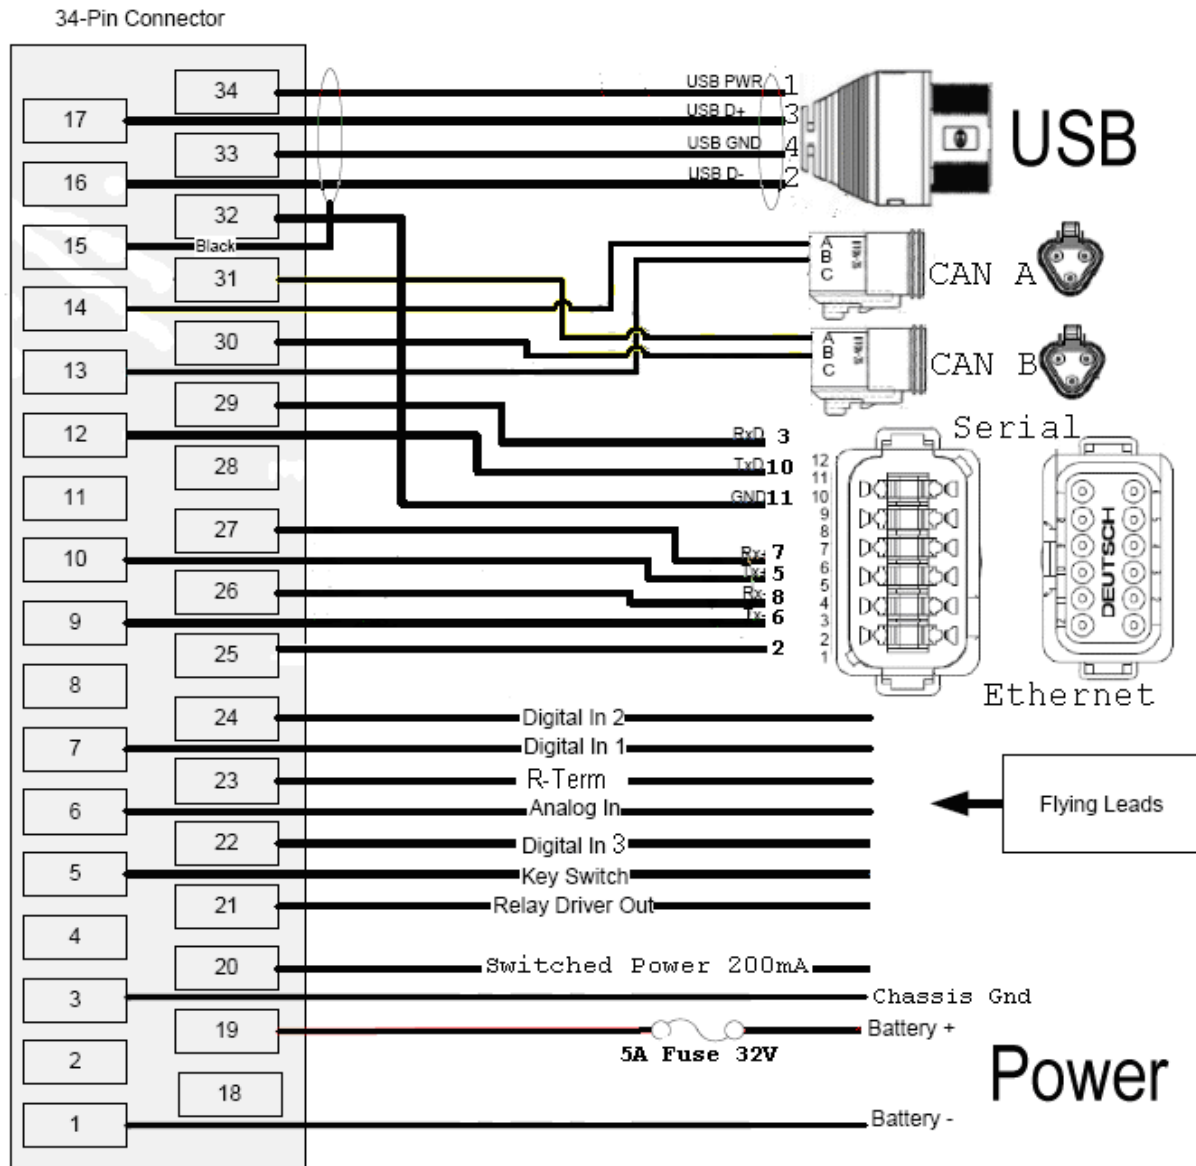 34-Pin Connector
34
17
33
16
32
15
31
14
30
13
29
12
28
11
27
10
26
9
25
8
24
7
23
6
22
5
21
4
20
3
19
2
18
1
Black
USB PWR 1
USB D+ 3
USB GND 4
USB D- 2
USB
A
B
C
CAN A
A
B
C
CAN B
Serial
RxD 3
TxD 10
GND 11
Rx+ 7
Tx+ 5
Rx- 8
Tx- 6
2
12
11
10
9
8
7
6
5
4
3
2
1
DEUTSCH
Ethernet
Digital In 2
Digital In 1
R-Term
Analog In
Digital In 3
Key Switch
Relay Driver Out
Flying Leads
Switched Power 200mA
Chassis Gnd
Battery +
5A Fuse 32V
Power
Battery -